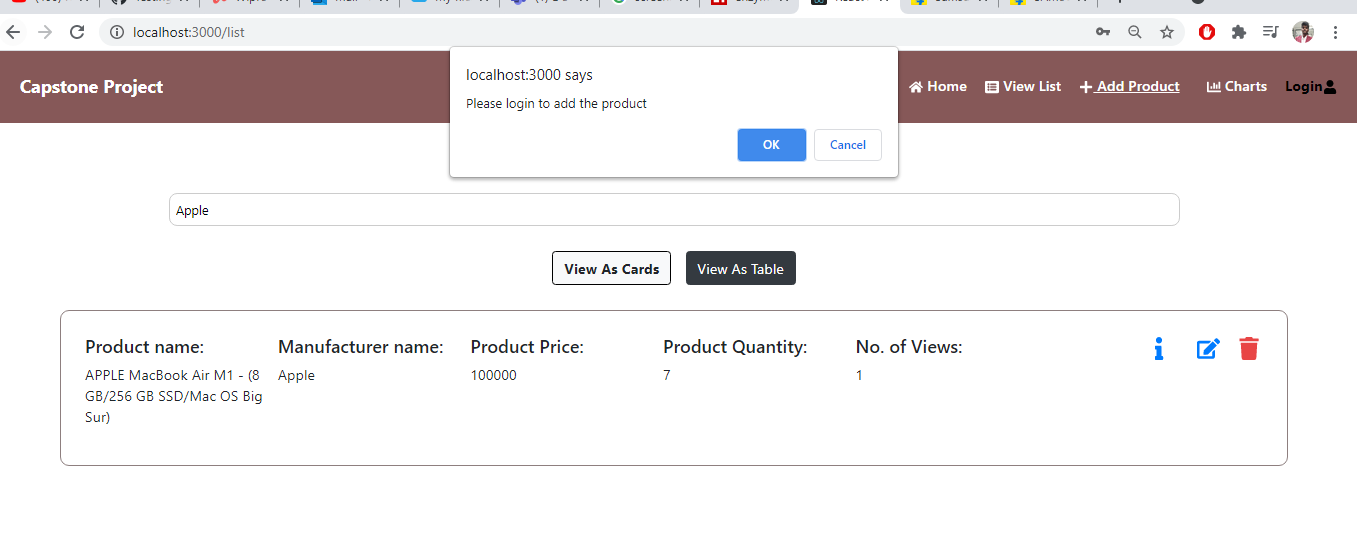 localhost:3000/list
localhost:3000 says
Please login to add the product
OK Cancel
Capstone Project Home View List Add Product Charts Login
Apple
View As Cards View As Table
Product name: Manufacturer name: Product Price: Product Quantity: No. of Views:
APPLE MacBook Air M1 - (8 Apple 100000 7 1
GB/256 GB SSD/Mac OS Big
Sur)